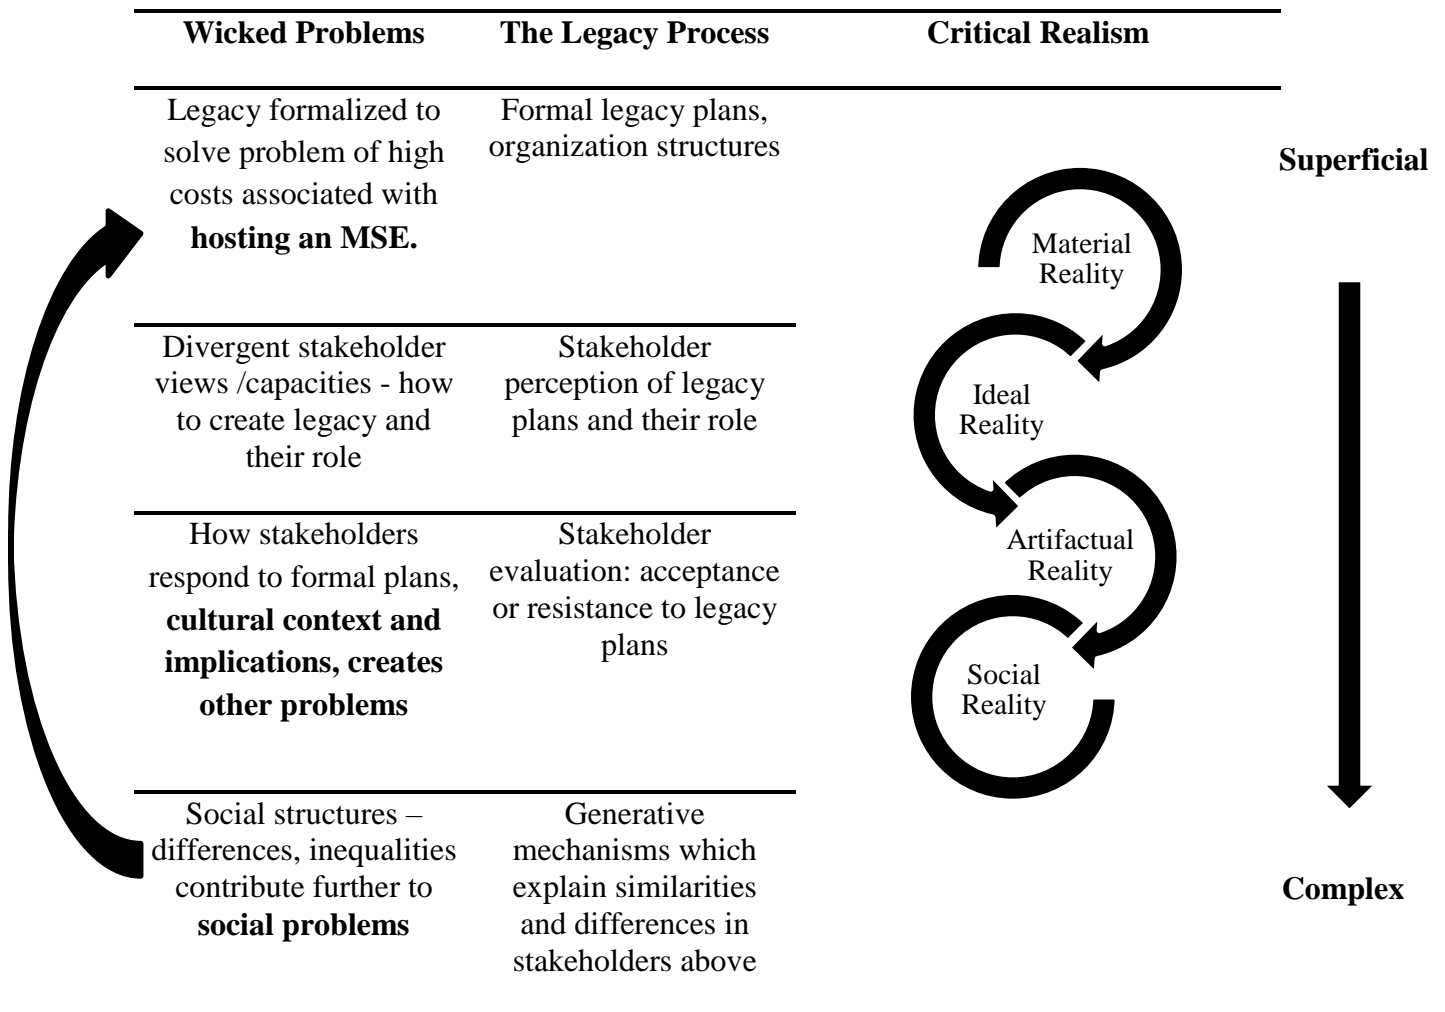 Wicked Problems
The Legacy Process
Critical Realism
Legacy formalized to
solve problem of high
costs associated with
hosting an MSE.
Formal legacy plans,
organization structures
Superficial
Material
Reality
Divergent stakeholder
views /capacities - how
to create legacy and
their role
Stakeholder
perception of legacy
plans and their role
Ideal
Reality
How stakeholders
respond to formal plans,
cultural context and
implications, creates
other problems
Stakeholder
evaluation: acceptance
or resistance to legacy
plans
Artifactual
Reality
Social
Reality
Social structures –
differences, inequalities
contribute further to
social problems
Generative
mechanisms which
explain similarities
and differences in
stakeholders above
Complex